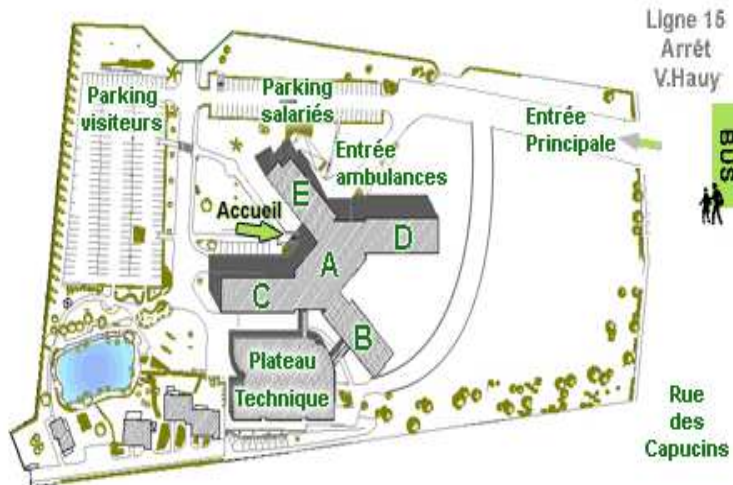 Ligne 15
Arrêt
V.Hauy
BUS
Parking
visiteurs
Parking
salariés
Entrée
Principale
Entrée
ambulances
E
Accueil
D
A
C
B
Plateau
Technique
Rue
des
Capucins